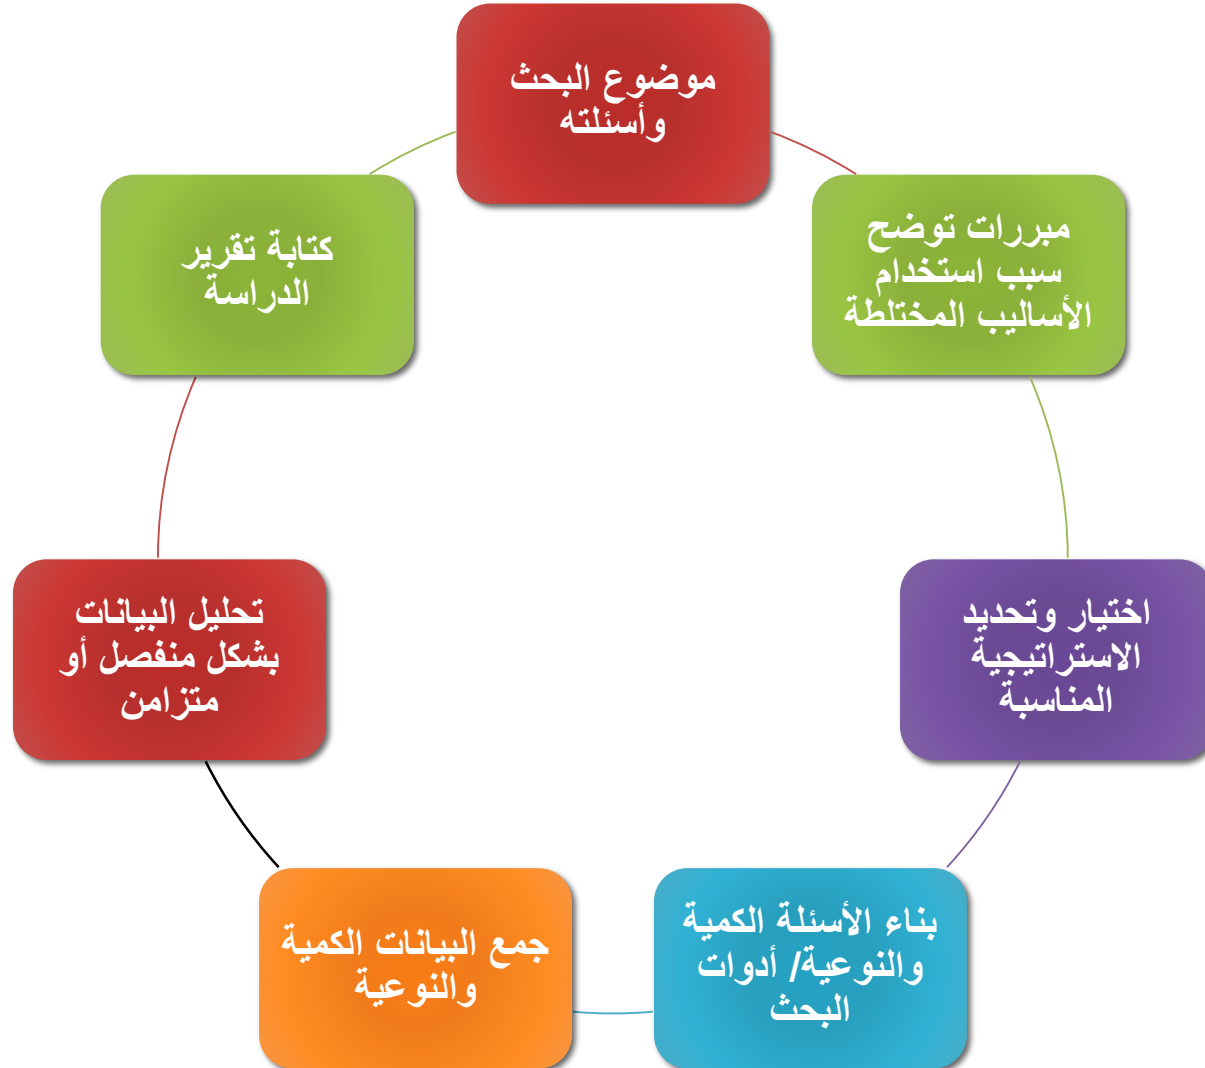 موضوع البحث
وأسئلته
مبررات توضح
سبب استخدام
الأساليب المختلطة
اختيار وتحديد
الاستراتيجية
المناسبة
بناء الأسئلة الكمية
والنوعية/ أدوات
البحث
جمع البيانات الكمية
والنوعية
تحليل البيانات
بشكل منفصل أو
متزامن
كتابة تقرير
الدراسة